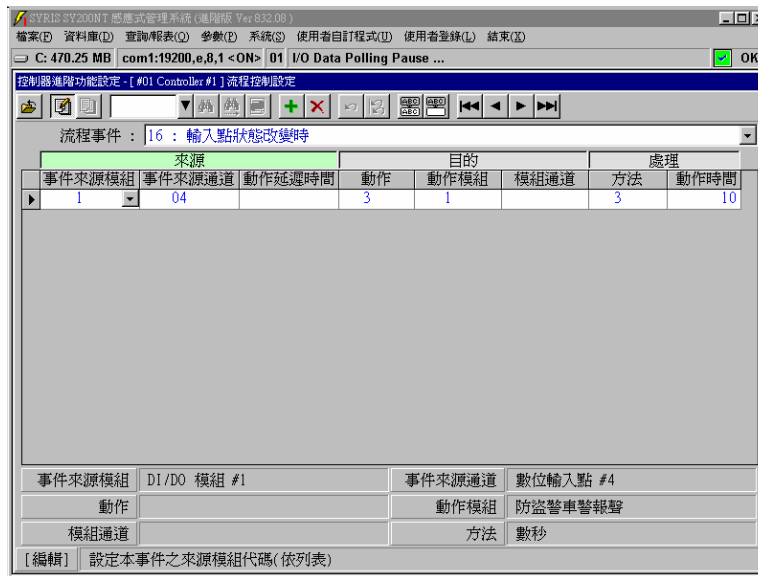 SYRIS SY200NT 感應式管理系統 (進階版 Ver 832.08 )
檔案(F) 資料庫(D) 查詢/報表(Q) 參數(P) 系統(S) 使用者自訂程式(U) 使用者登錄(L) 結束(X)
C: 470.25 MB com1:19200,e,8,1 <ON> 01 I/O Data Polling Pause ... OK
控制器進階功能設定 - [ #01 Controller #1 ] 流程控制設定
ABC ABC
ABC ABC
流程事件 : 16 : 輸入點狀態改變時
來源 目的 處理
事件來源模組 事件來源通道 動作延遲時間 動作 動作模組 模組通道 方法 動作時間
1 04 3 1 3 10
事件來源模組 DI/DO 模組 #1 事件來源通道 數位輸入點 #4
動作 動作模組 防盜警車警報聲
模組通道 方法 數秒
[編輯] 設定本事件之來源模組代碼(依列表)